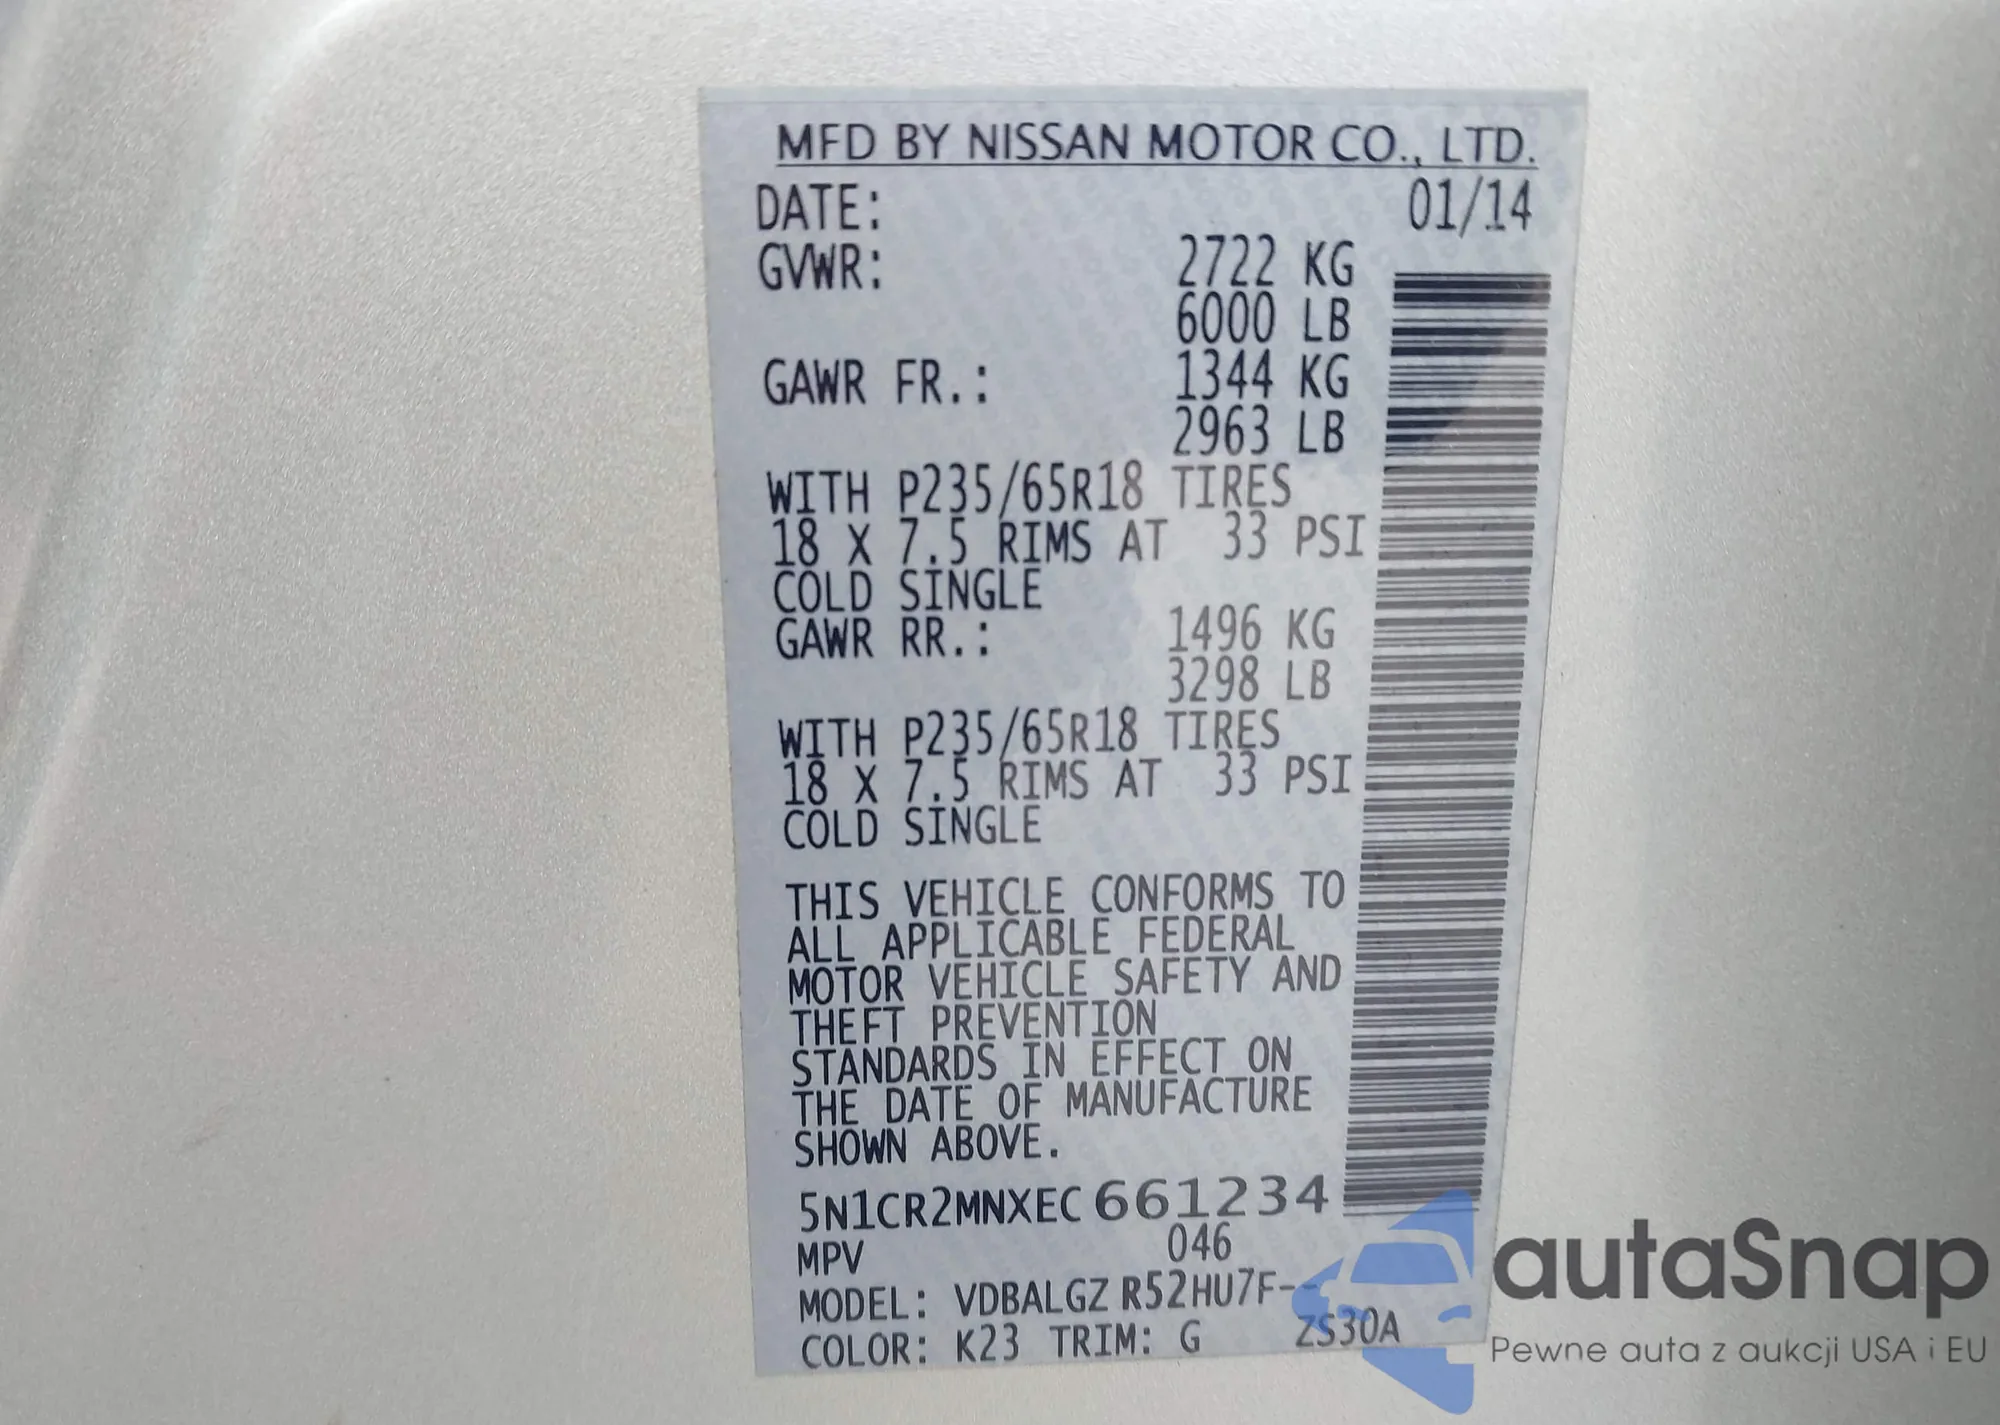 MFD BY NISSAN MOTOR CO., LTD.
DATE: 01/14
GVWR: 2722 KG
6000 LB
GAWR FR.: 1344 KG
2963 LB
WITH P235/65R18 TIRES
18 X 7.5 RIMS AT 33 PSI
COLD SINGLE
GAWR RR.: 1496 KG
3298 LB
WITH P235/65R18 TIRES
18 X 7.5 RIMS AT 33 PSI
COLD SINGLE
THIS VEHICLE CONFORMS TO
ALL APPLICABLE FEDERAL
MOTOR VEHICLE SAFETY AND
THEFT PREVENTION
STANDARDS IN EFFECT ON
THE DATE OF MANUFACTURE
SHOWN ABOVE.
5N1CR2MNXEC661234
MPV 046
MODEL: VDBALGZ R52HU7F--
COLOR: K23 TRIM: G ZS30A
autaSnap
Pewne auta z aukcji USA i EU